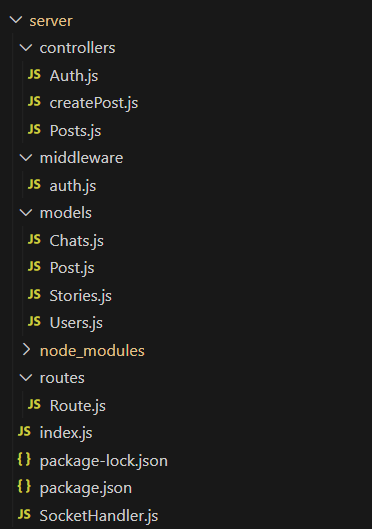 server
controllers
JS Auth.js
JS createPost.js
JS Posts.js
middleware
JS auth.js
models
JS Chats.js
JS Post.js
JS Stories.js
JS Users.js
node_modules
routes
JS Route.js
JS index.js
{} package-lock.json
{} package.json
JS SocketHandler.js